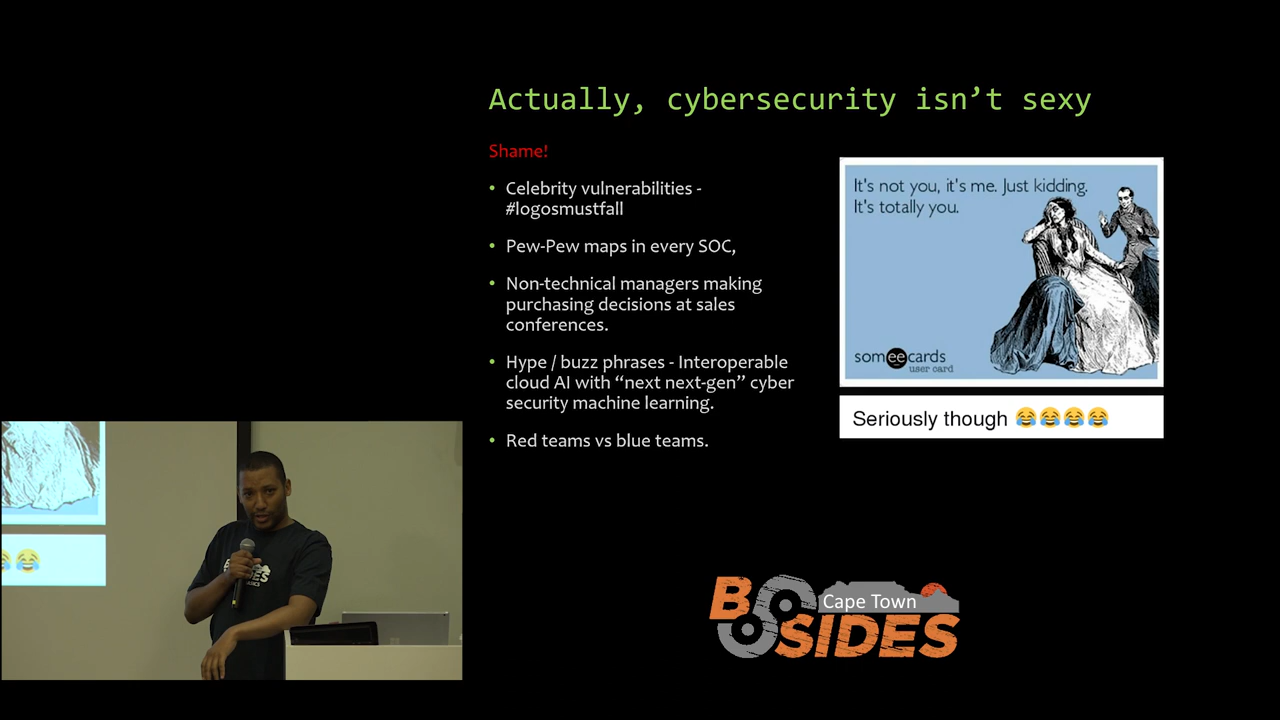 Actually, cybersecurity isn’t sexy
Shame!
• Celebrity vulnerabilities -
#logosmustfall
• Pew-Pew maps in every SOC,
• Non-technical managers making
purchasing decisions at sales
conferences.
• Hype / buzz phrases - Interoperable
cloud AI with “next next-gen” cyber
security machine learning.
• Red teams vs blue teams.
It's not you, it's me. Just kidding.
It's totally you.
someecards
user card
Seriously though 😂😂😂😂
BSIDES
Cape Town